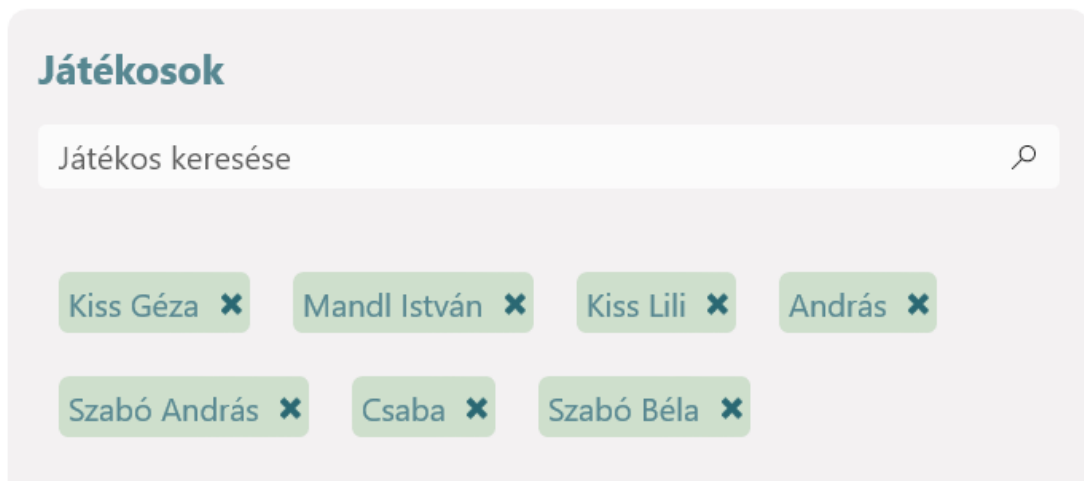 Játékosok
Játékos keresése
Kiss Géza ✖ Mandl István ✖ Kiss Lili ✖ András ✖
Szabó András ✖ Csaba ✖ Szabó Béla ✖